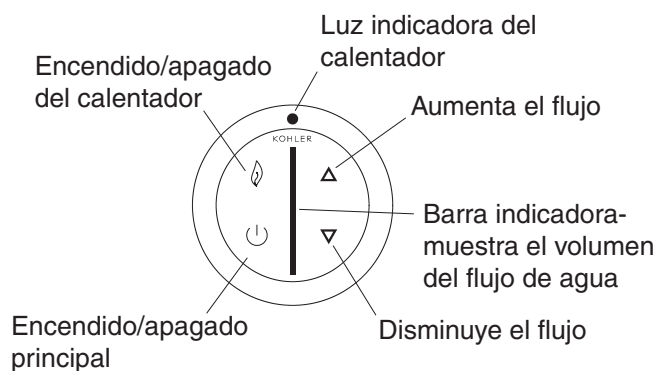 Luz indicadora del
calentador
Encendido/apagado
del calentador
Aumenta el flujo
KOHLER
Barra indicadora-
muestra el volumen
del flujo de agua
Encendido/apagado
principal
Disminuye el flujo